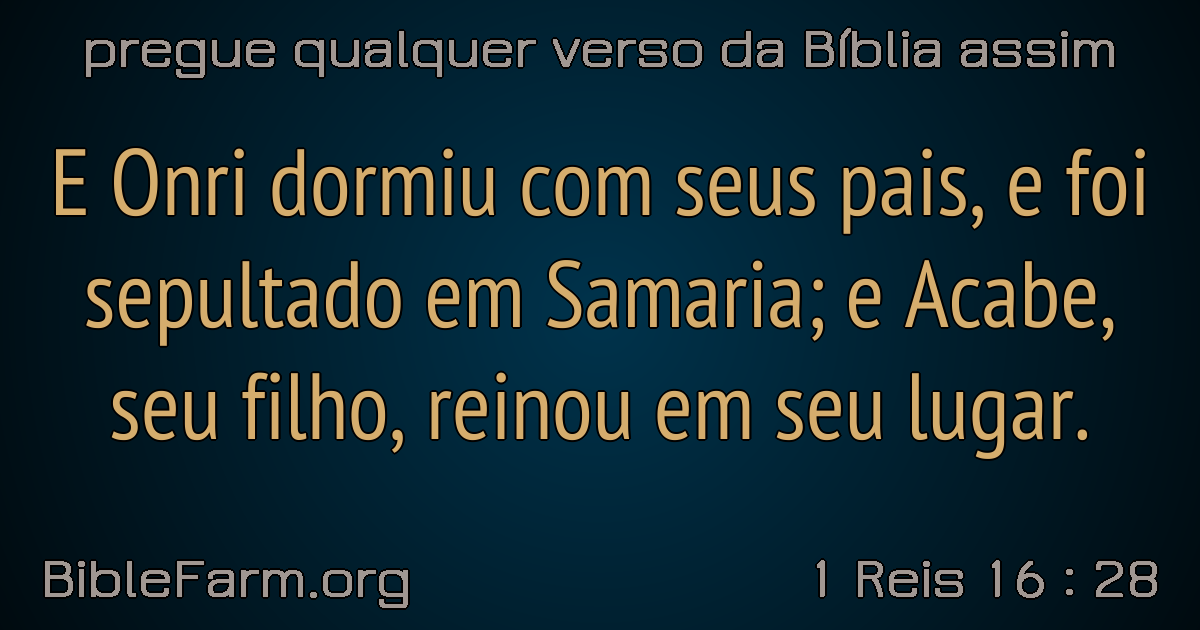 pregue qualquer verso da Bíblia assim
E Onri dormiu com seus pais, e foi
sepultado em Samaria; e Acabe,
seu filho, reinou em seu lugar.
BibleFarm.org
1 Reis 16 : 28